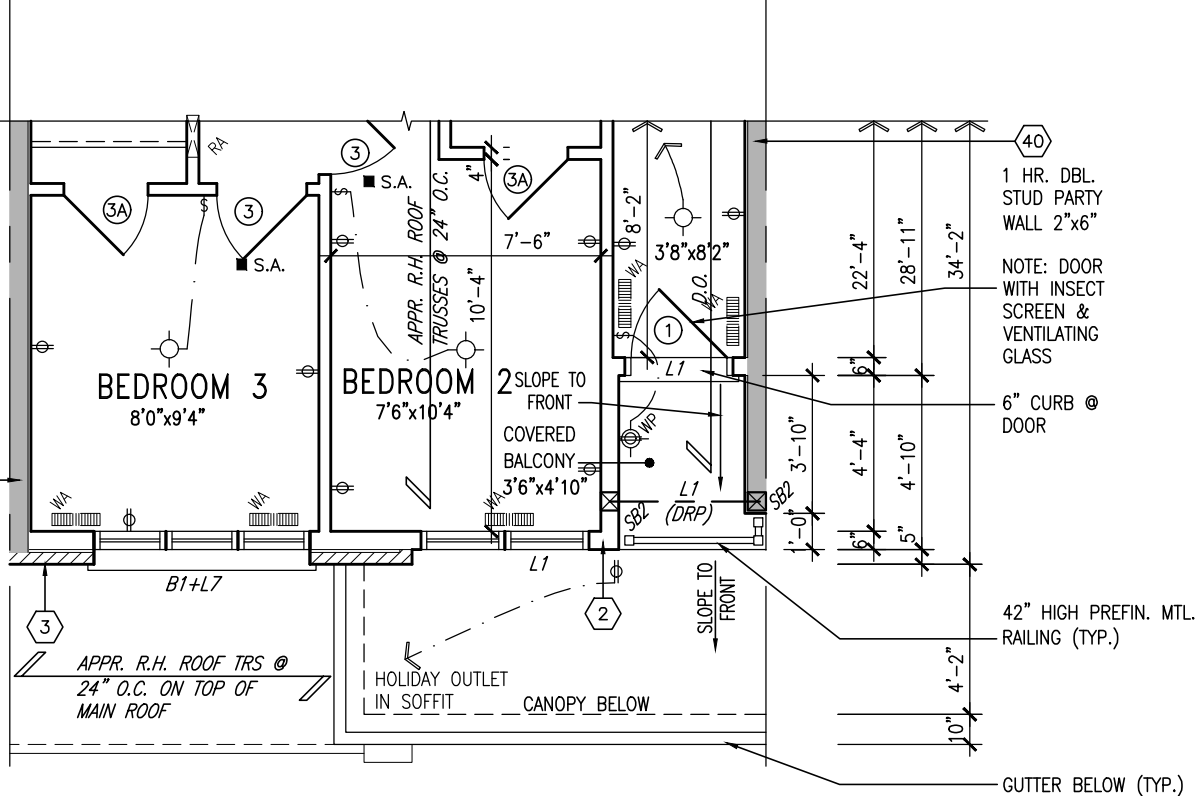 RA
3
S.A.
3A
S
3
S.A.
S
4"
3A
APPR. R.H. ROOF
TRUSSES @ 24" O.C.
10'-4"
7'-6"
8'-2"
3'8"x8'2"
WA
D.O.
WA
S
1
L1
BEDROOM 3
8'0"x9'4"
BEDROOM 2
7'6"x10'4"
SLOPE TO
FRONT
COVERED
BALCONY
3'6"x4'10"
WP
L1
(DRP)
SB2
SB2
WA
WA
WA
B1+L7
L1
3
2
APPR. R.H. ROOF TRS @
24" O.C. ON TOP OF
MAIN ROOF
HOLIDAY OUTLET
IN SOFFIT
CANOPY BELOW
SLOPE TO
FRONT
22'-4"
28'-11"
34'-2"
6"
3'-10"
4'-4"
4'-10"
1'-0"
6"
5"
4'-2"
10"
40
1 HR. DBL.
STUD PARTY
WALL 2"x6"
NOTE: DOOR
WITH INSECT
SCREEN &
VENTILATING
GLASS
6" CURB @
DOOR
42" HIGH PREFIN. MTL.
RAILING (TYP.)
GUTTER BELOW (TYP.)